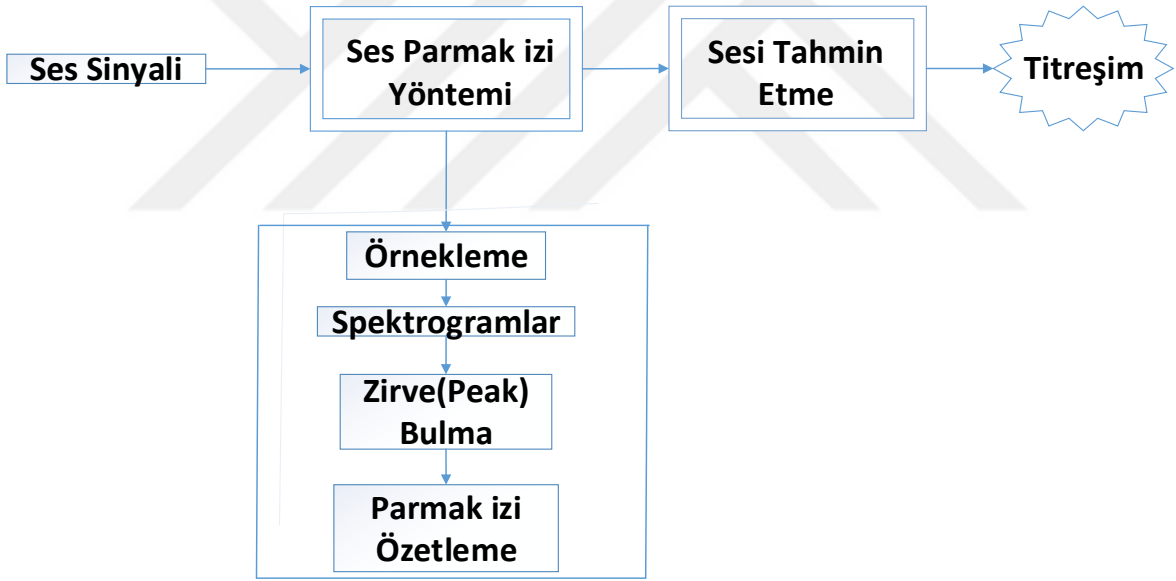 Ses Sinyali
Ses Parmak izi
Yöntemi
Sesi Tahmin
Etme
Titreşim
Örnekleme
Spektrogramlar
Zirve(Peak)
Bulma
Parmak izi
Özetleme